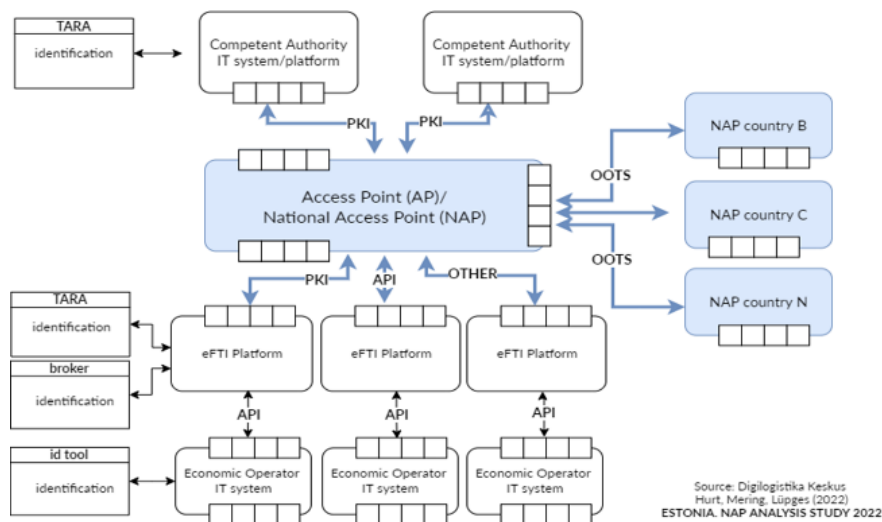 TARA
identification
Competent Authority
IT system/platform
Competent Authority
IT system/platform
PKI
PKI
NAP country B
OOTS
Access Point (AP)/
National Access Point (NAP)
NAP country C
OOTS
PKI
API
OTHER
NAP country N
TARA
identification
eFTI Platform
eFTI Platform
eFTI Platform
broker
identification
API
API
API
id tool
identification
Economic Operator
IT system
Economic Operator
IT system
Economic Operator
IT system
Source: Digilogistika Keskus
Hurt, Mering, Lüpges (2022)
ESTONIA. NAP ANALYSIS STUDY 2022